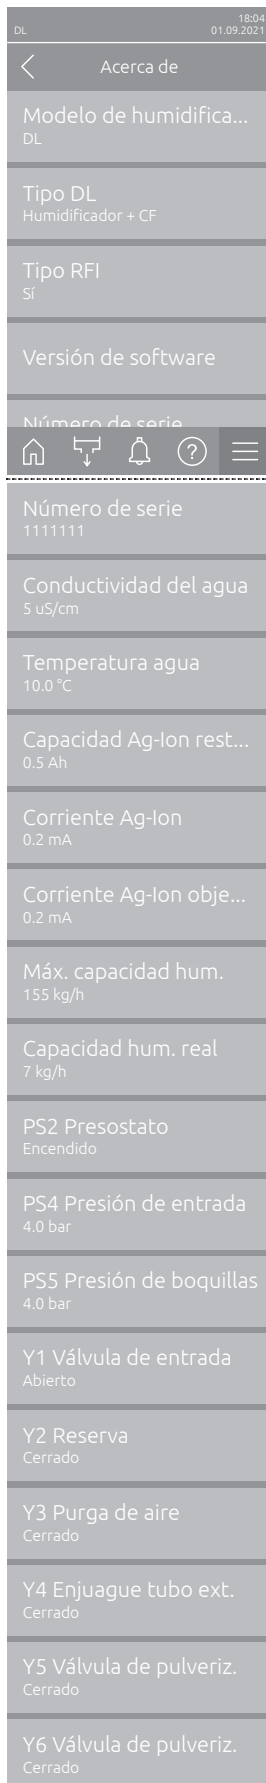 18:04
DL
01.09.2021
Acerca de
Modelo de humidifica...
DL
Tipo DL
Humidificador + CF
Tipo RFI
Sí
Versión de software
Número de serie
Número de serie
1111111
Conductividad del agua
5 uS/cm
Temperatura agua
10.0 °C
Capacidad Ag-Ion rest...
0.5 Ah
Corriente Ag-Ion
0.2 mA
Corriente Ag-Ion obje...
0.2 mA
Máx. capacidad hum.
155 kg/h
Capacidad hum. real
7 kg/h
PS2 Presostato
Encendido
PS4 Presión de entrada
4.0 bar
PS5 Presión de boquillas
4.0 bar
Y1 Válvula de entrada
Abierto
Y2 Reserva
Cerrado
Y3 Purga de aire
Cerrado
Y4 Enjuague tubo ext.
Cerrado
Y5 Válvula de pulveriz.
Cerrado
Y6 Válvula de pulveriz.
Cerrado